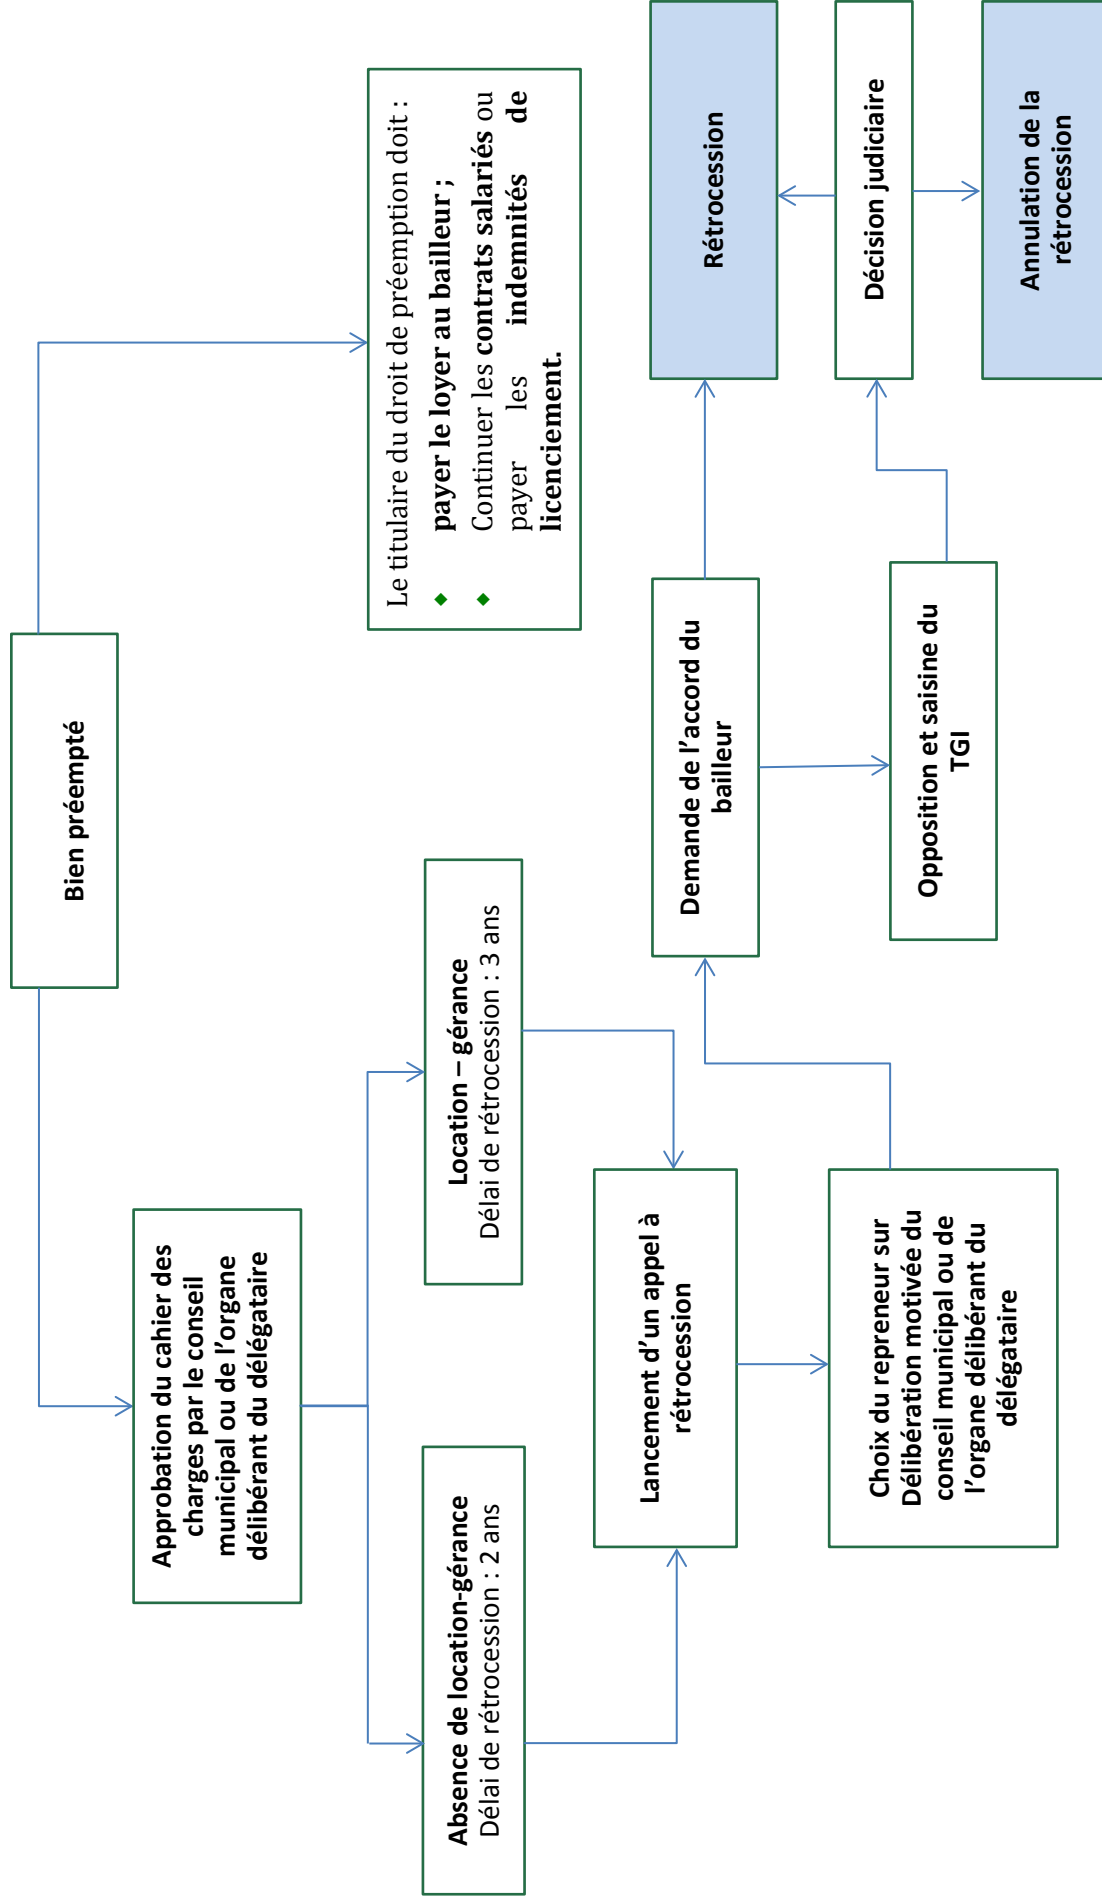 Bien préempté
Approbation du cahier des
charges par le conseil
municipal ou de l’organe
délibérant du délégataire
Le titulaire du droit de préemption doit :
◆ payer le loyer au bailleur ;
◆ Continuer les contrats salariés ou
payer les indemnités de
licenciement.
Absence de location-gérance
Délai de rétrocession : 2 ans
Location – gérance
Délai de rétrocession : 3 ans
Lancement d’un appel à
rétrocession
Choix du repreneur sur
Délibération motivée du
conseil municipal ou de
l’organe délibérant du
délégataire
Demande de l’accord du
bailleur
Opposition et saisine du
TGI
Rétrocession
Décision judiciaire
Annulation de la
rétrocession